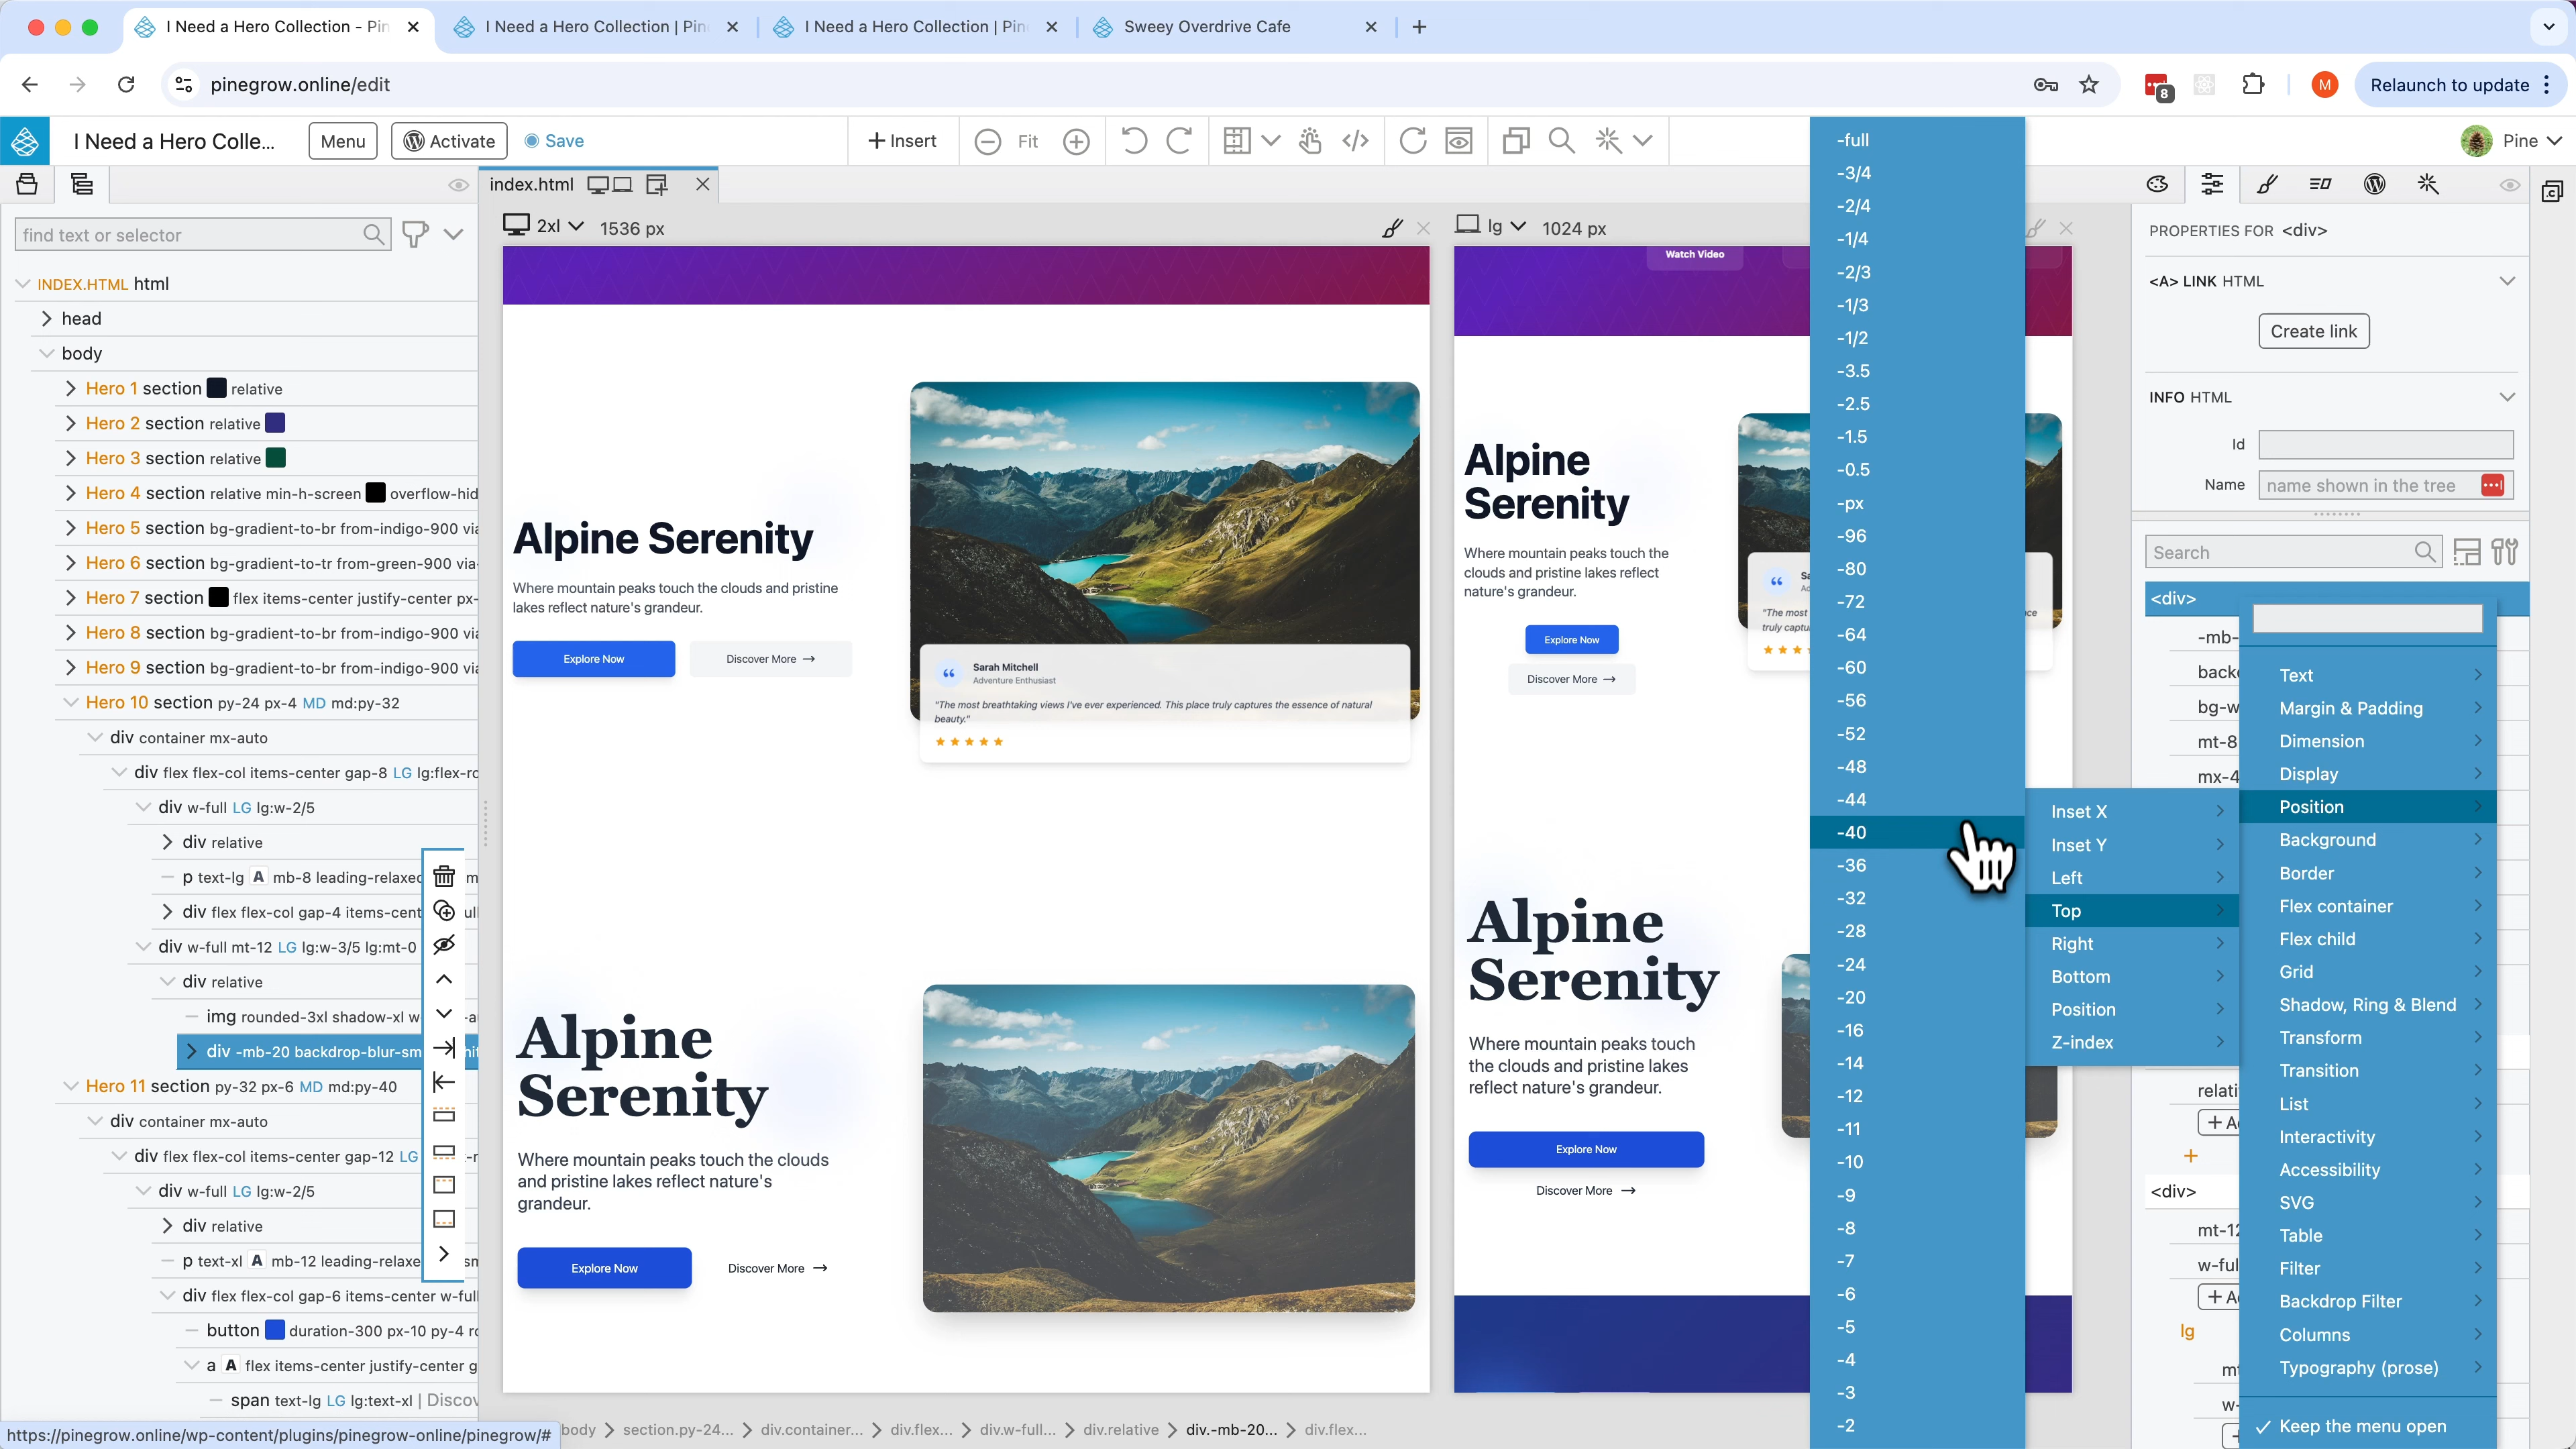 I Need a Hero Collection - Pin
I Need a Hero Collection | Pin
I Need a Hero Collection | Pin
Sweey Overdrive Cafe
pinegrow.online/edit
8
M
Relaunch to update
I Need a Hero Colle...
Menu
Activate
Save
Insert
Fit
Pine
index.html
find text or selector
INDEX.HTML html
head
body
Hero 1 section relative
Hero 2 section relative
Hero 3 section relative
Hero 4 section relative min-h-screen overflow-hid
Hero 5 section bg-gradient-to-br from-indigo-900 via
Hero 6 section bg-gradient-to-tr from-green-900 via-
Hero 7 section flex items-center justify-center px-
Hero 8 section bg-gradient-to-br from-indigo-900 via
Hero 9 section bg-gradient-to-br from-indigo-900 via
Hero 10 section py-24 px-4 MD md:py-32
div container mx-auto
div flex flex-col items-center gap-8 LG lg:flex-ro
div w-full LG lg:w-2/5
div relative
p text-lg A mb-8 leading-relaxed
div flex flex-col gap-4 items-cent
div w-full mt-12 LG lg:w-3/5 lg:mt-0
div relative
img rounded-3xl shadow-xl w
div -mb-20 backdrop-blur-sm
Hero 11 section py-32 px-6 MD md:py-40
div container mx-auto
div flex flex-col items-center gap-12 LG
div w-full LG lg:w-2/5
div relative
p text-xl A mb-12 leading-relaxe
div flex flex-col gap-6 items-center w-full
button duration-300 px-10 py-4 ro
a A flex items-center justify-center g
span text-lg LG lg:text-xl | Discov
https://pinegrow.online/wp-content/plugins/pinegrow-online/pinegrow/#
2xl
1536 px
Alpine Serenity
Where mountain peaks touch the clouds and pristine
lakes reflect nature's grandeur.
Explore Now
Discover More →
“
Sarah Mitchell
Adventure Enthusiast
"The most breathtaking views I've ever experienced. This place truly captures the essence of natural
beauty."
★ ★ ★ ★ ★
Alpine
Serenity
Where mountain peaks touch the clouds
and pristine lakes reflect nature's
grandeur.
Explore Now
Discover More →
lg
1024 px
Watch Video
Alpine
Serenity
Where mountain peaks touch the
clouds and pristine lakes reflect
nature's grandeur.
Explore Now
Discover More →
“
Sa
"The most
truly captu
ce
★ ★ ★
Alpine
Serenity
Where mountain peaks touch
the clouds and pristine lakes
reflect nature's grandeur.
Explore Now
Discover More →
body
section.py-24...
div.container...
div.flex...
div.w-full...
div.relative
div.-mb-20...
div.flex...
-full
-3/4
-2/4
-1/4
-2/3
-1/3
-1/2
-3.5
-2.5
-1.5
-0.5
-px
-96
-80
-72
-64
-60
-56
-52
-48
-44
-40
-36
-32
-28
-24
-20
-16
-14
-12
-11
-10
-9
-8
-7
-6
-5
-4
-3
-2
Inset X
Inset Y
Left
Top
Right
Bottom
Position
Z-index
PROPERTIES FOR <div>
<A> LINK HTML
Create link
INFO HTML
Id
Name
name shown in the tree
Search
<div>
-mb-
back
bg-w
mt-8
mx-4
relati
+
<div>
mt-12
w-ful
lg
mt
w-
Text
Margin & Padding
Dimension
Display
Position
Background
Border
Flex container
Flex child
Grid
Shadow, Ring & Blend
Transform
Transition
List
Interactivity
Accessibility
SVG
Table
Filter
Backdrop Filter
Columns
Typography (prose)
Keep the menu open